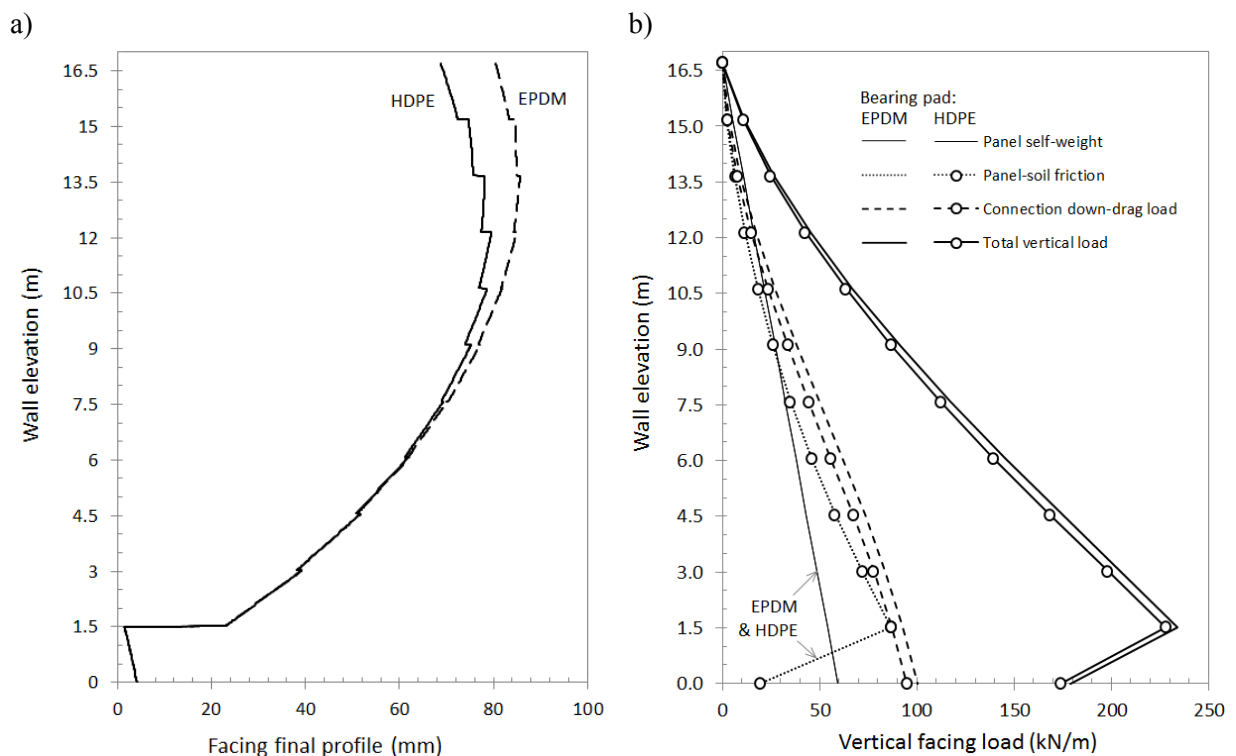 a)
16.5
15
13.5
12
10.5
9
7.5
6
4.5
3
1.5
0
Wall elevation (m)
HDPE
EPDM
0 20 40 60 80 100
Facing final profile (mm)
b)
16.5
15.0
13.5
12.0
10.5
9.0
7.5
6.0
4.5
3.0
1.5
0.0
Wall elevation (m)
Bearing pad:
EPDM HDPE
Panel self-weight
Panel-soil friction
Connection down-drag load
Total vertical load
EPDM
& HDPE
0 50 100 150 200 250
Vertical facing load (kN/m)